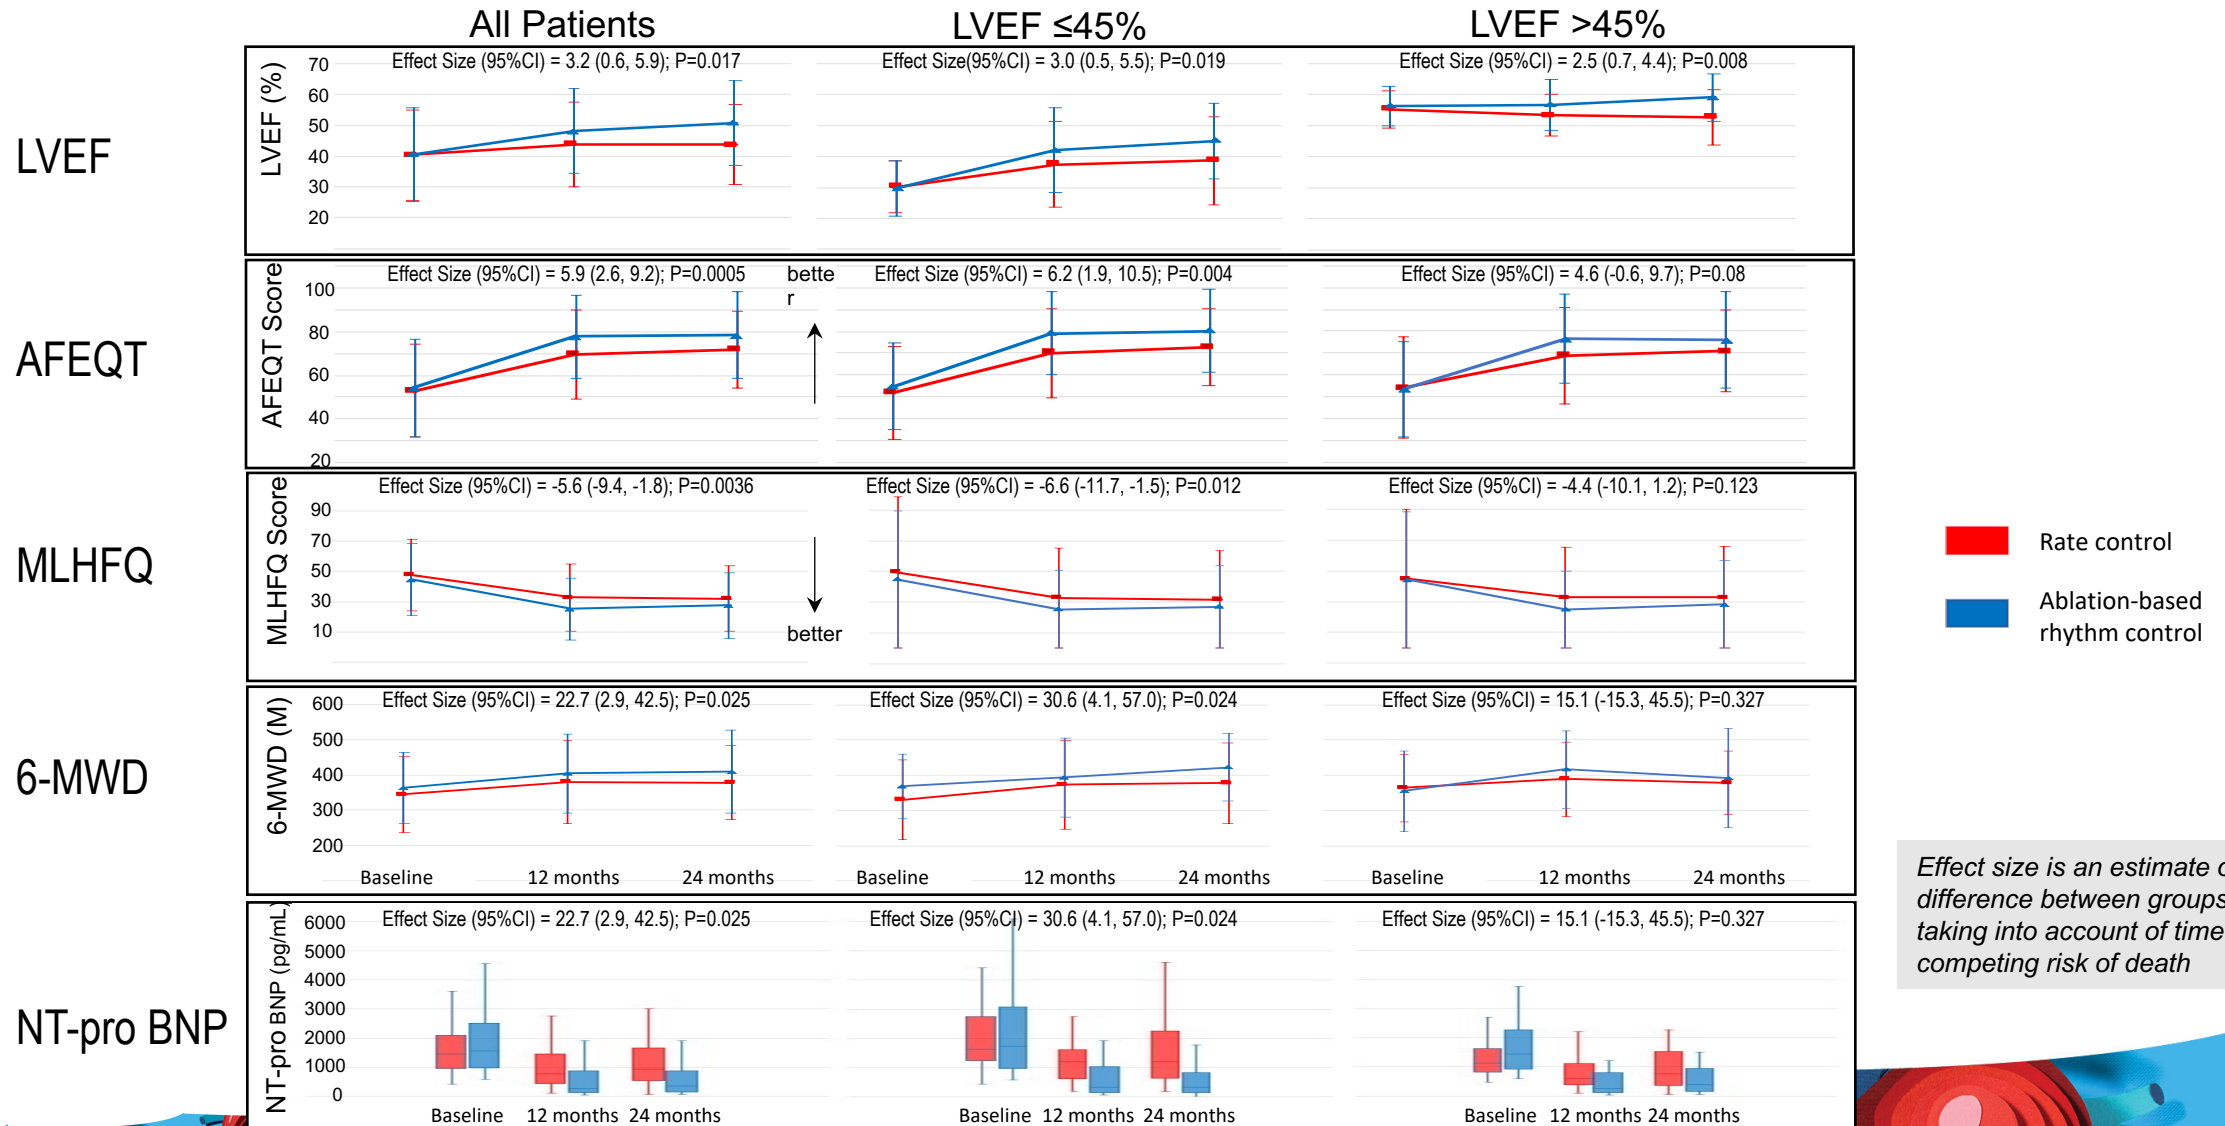 All Patients
LVEF ≤45%
LVEF >45%
LVEF
LVEF (%)
70
60
50
40
30
20
Effect Size (95%CI) = 3.2 (0.6, 5.9); P=0.017
Effect Size(95%CI) = 3.0 (0.5, 5.5); P=0.019
Effect Size (95%CI) = 2.5 (0.7, 4.4); P=0.008
AFEQT
AFEQT Score
100
80
60
40
20
Effect Size (95%CI) = 5.9 (2.6, 9.2); P=0.0005
bette
r
Effect Size (95%CI) = 6.2 (1.9, 10.5); P=0.004
Effect Size (95%CI) = 4.6 (-0.6, 9.7); P=0.08
MLHFQ
MLHFQ Score
90
70
50
30
10
Effect Size (95%CI) = -5.6 (-9.4, -1.8); P=0.0036
better
Effect Size (95%CI) = -6.6 (-11.7, -1.5); P=0.012
Effect Size (95%CI) = -4.4 (-10.1, 1.2); P=0.123
Rate control
Ablation-based
rhythm control
6-MWD
6-MWD (M)
600
500
400
300
200
Effect Size (95%CI) = 22.7 (2.9, 42.5); P=0.025
Effect Size (95%CI) = 30.6 (4.1, 57.0); P=0.024
Effect Size (95%CI) = 15.1 (-15.3, 45.5); P=0.327
Baseline 12 months 24 months
Baseline 12 months 24 months
Baseline 12 months 24 months
Effect size is an estimate
difference between groups
taking into account of time
competing risk of death
NT-pro BNP
NT-pro BNP (pg/mL)
6000
5000
4000
3000
2000
1000
0
Effect Size (95%CI) = 22.7 (2.9, 42.5); P=0.025
Effect Size (95%CI) = 30.6 (4.1, 57.0); P=0.024
Effect Size (95%CI) = 15.1 (-15.3, 45.5); P=0.327
Baseline 12 months 24 months
Baseline 12 months 24 months
Baseline 12 months 24 months